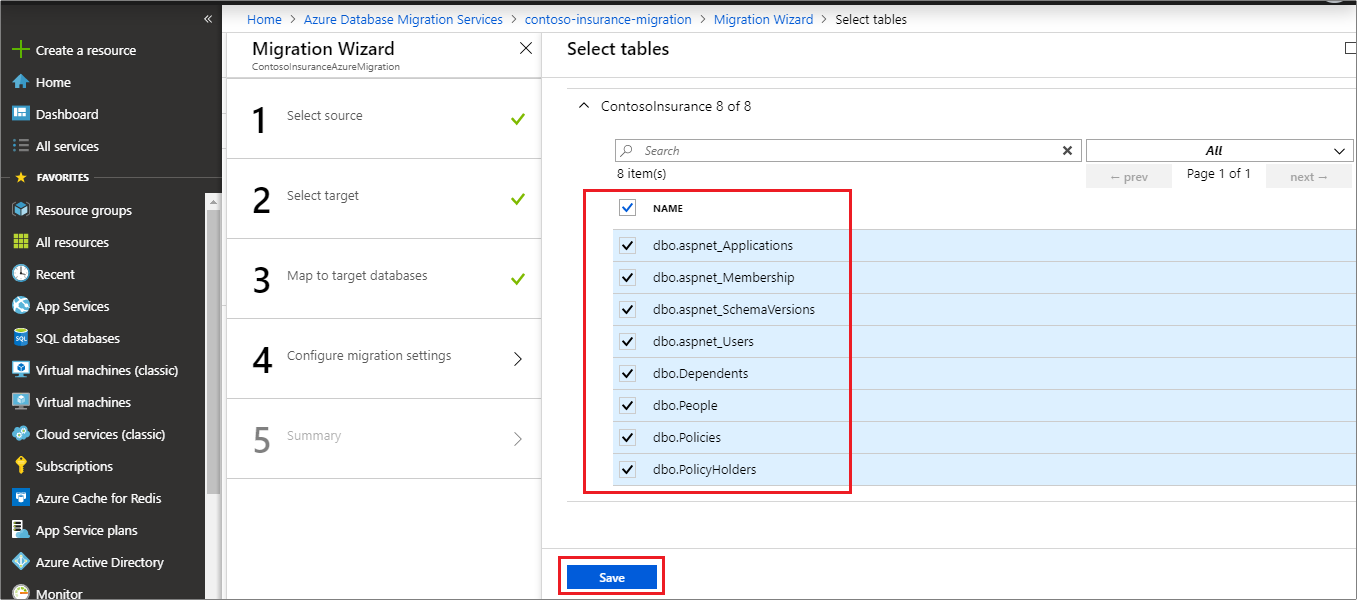 Home > Azure Database Migration Services > contoso-insurance-migration > Migration Wizard > Select tables
«
Create a resource
Home
Dashboard
All services
FAVORITES
Resource groups
All resources
Recent
App Services
SQL databases
Virtual machines (classic)
Virtual machines
Cloud services (classic)
Subscriptions
Azure Cache for Redis
App Service plans
Azure Active Directory
Monitor
Migration Wizard
ContosoInsuranceAzureMigration
1 Select source
2 Select target
3 Map to target databases
4 Configure migration settings
5 Summary
Select tables
ContosoInsurance 8 of 8
Search
All
8 item(s)
← prev Page 1 of 1 next →
NAME
dbo.aspnet_Applications
dbo.aspnet_Membership
dbo.aspnet_SchemaVersions
dbo.aspnet_Users
dbo.Dependents
dbo.People
dbo.Policies
dbo.PolicyHolders
Save